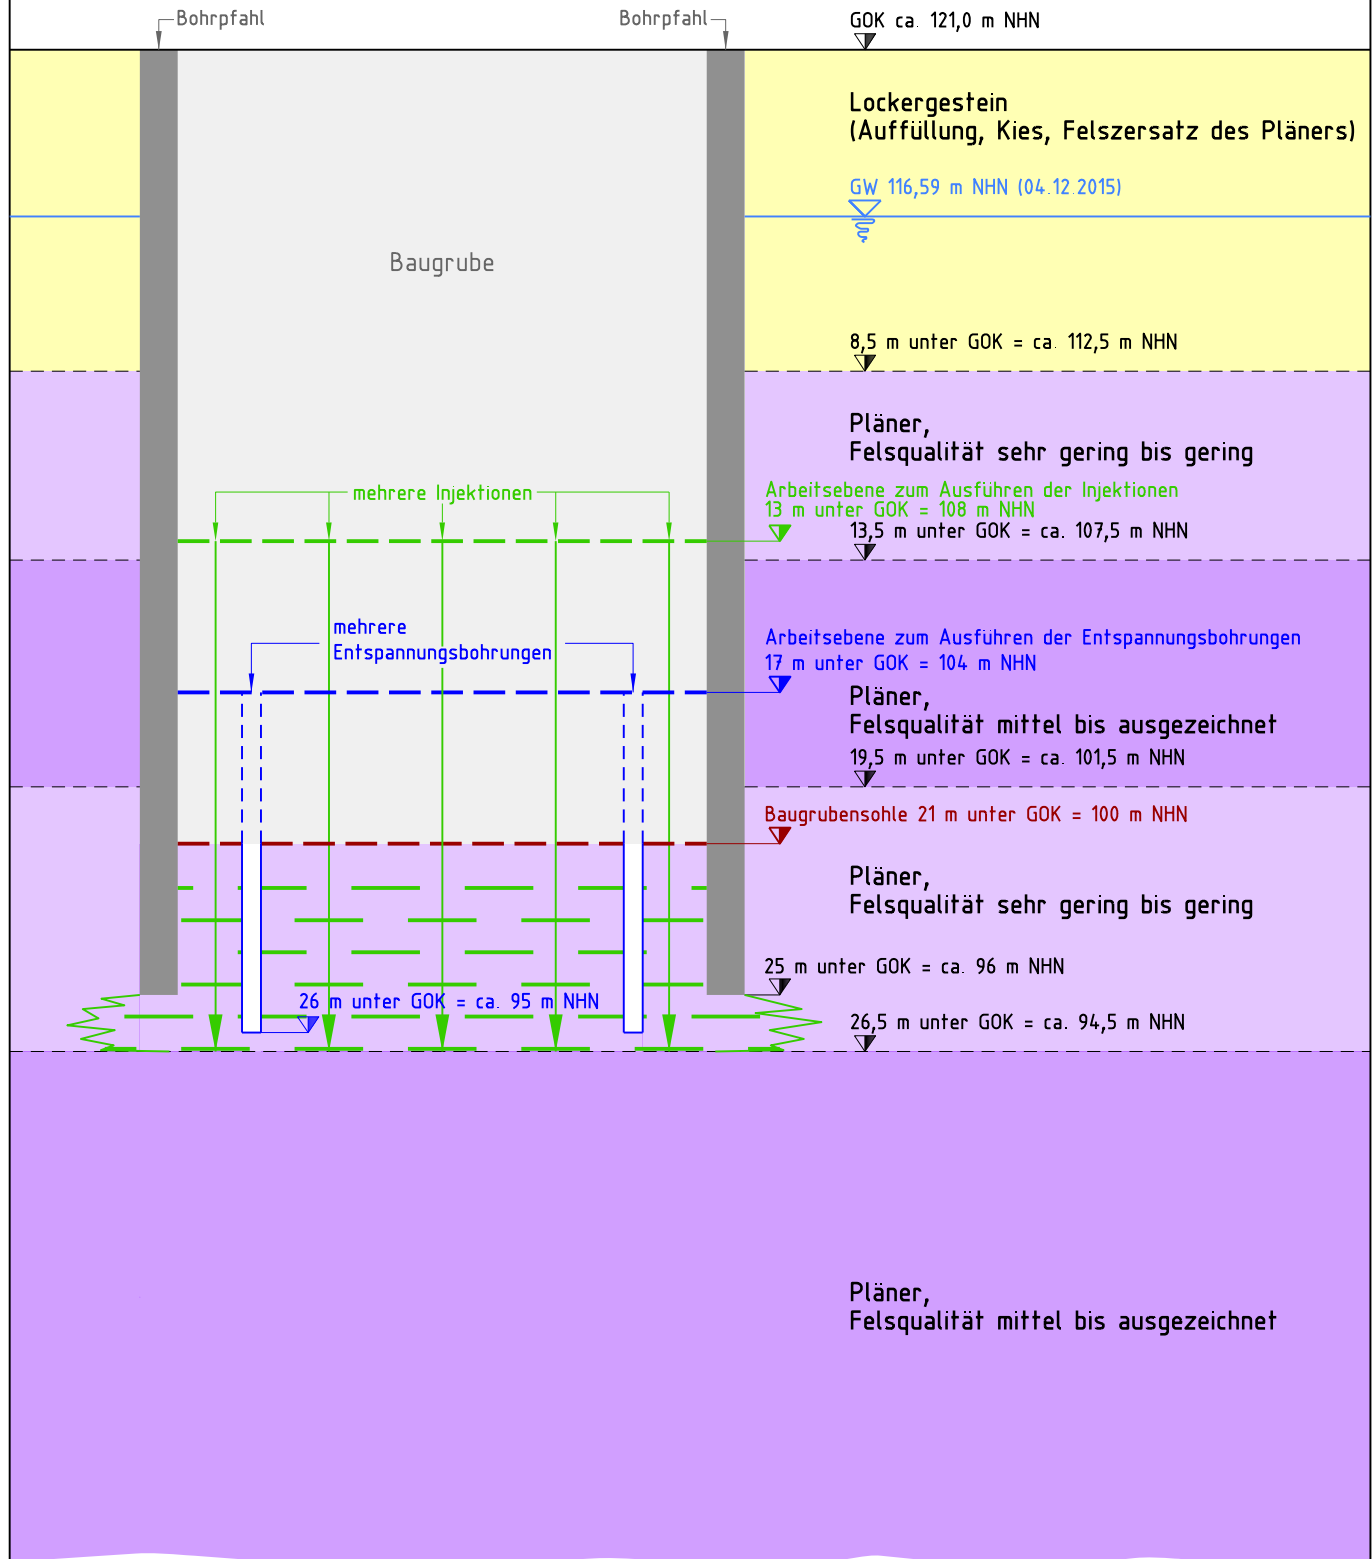 Bohrpfahl
Bohrpfahl
GOK ca. 121,0 m NHN
Lockergestein
(Auffüllung, Kies, Felszersatz des Pläners)
GW 116,59 m NHN (04.12.2015)
Baugrube
8,5 m unter GOK = ca. 112,5 m NHN
Pläner,
Felsqualität sehr gering bis gering
mehrere Injektionen
Arbeitsebene zum Ausführen der Injektionen
13 m unter GOK = 108 m NHN
13,5 m unter GOK = ca. 107,5 m NHN
mehrere
Entspannungsbohrungen
Arbeitsebene zum Ausführen der Entspannungsbohrungen
17 m unter GOK = 104 m NHN
Pläner,
Felsqualität mittel bis ausgezeichnet
19,5 m unter GOK = ca. 101,5 m NHN
Baugrubensohle 21 m unter GOK = 100 m NHN
Pläner,
Felsqualität sehr gering bis gering
25 m unter GOK = ca. 96 m NHN
26 m unter GOK = ca. 95 m NHN
26,5 m unter GOK = ca. 94,5 m NHN
Pläner,
Felsqualität mittel bis ausgezeichnet